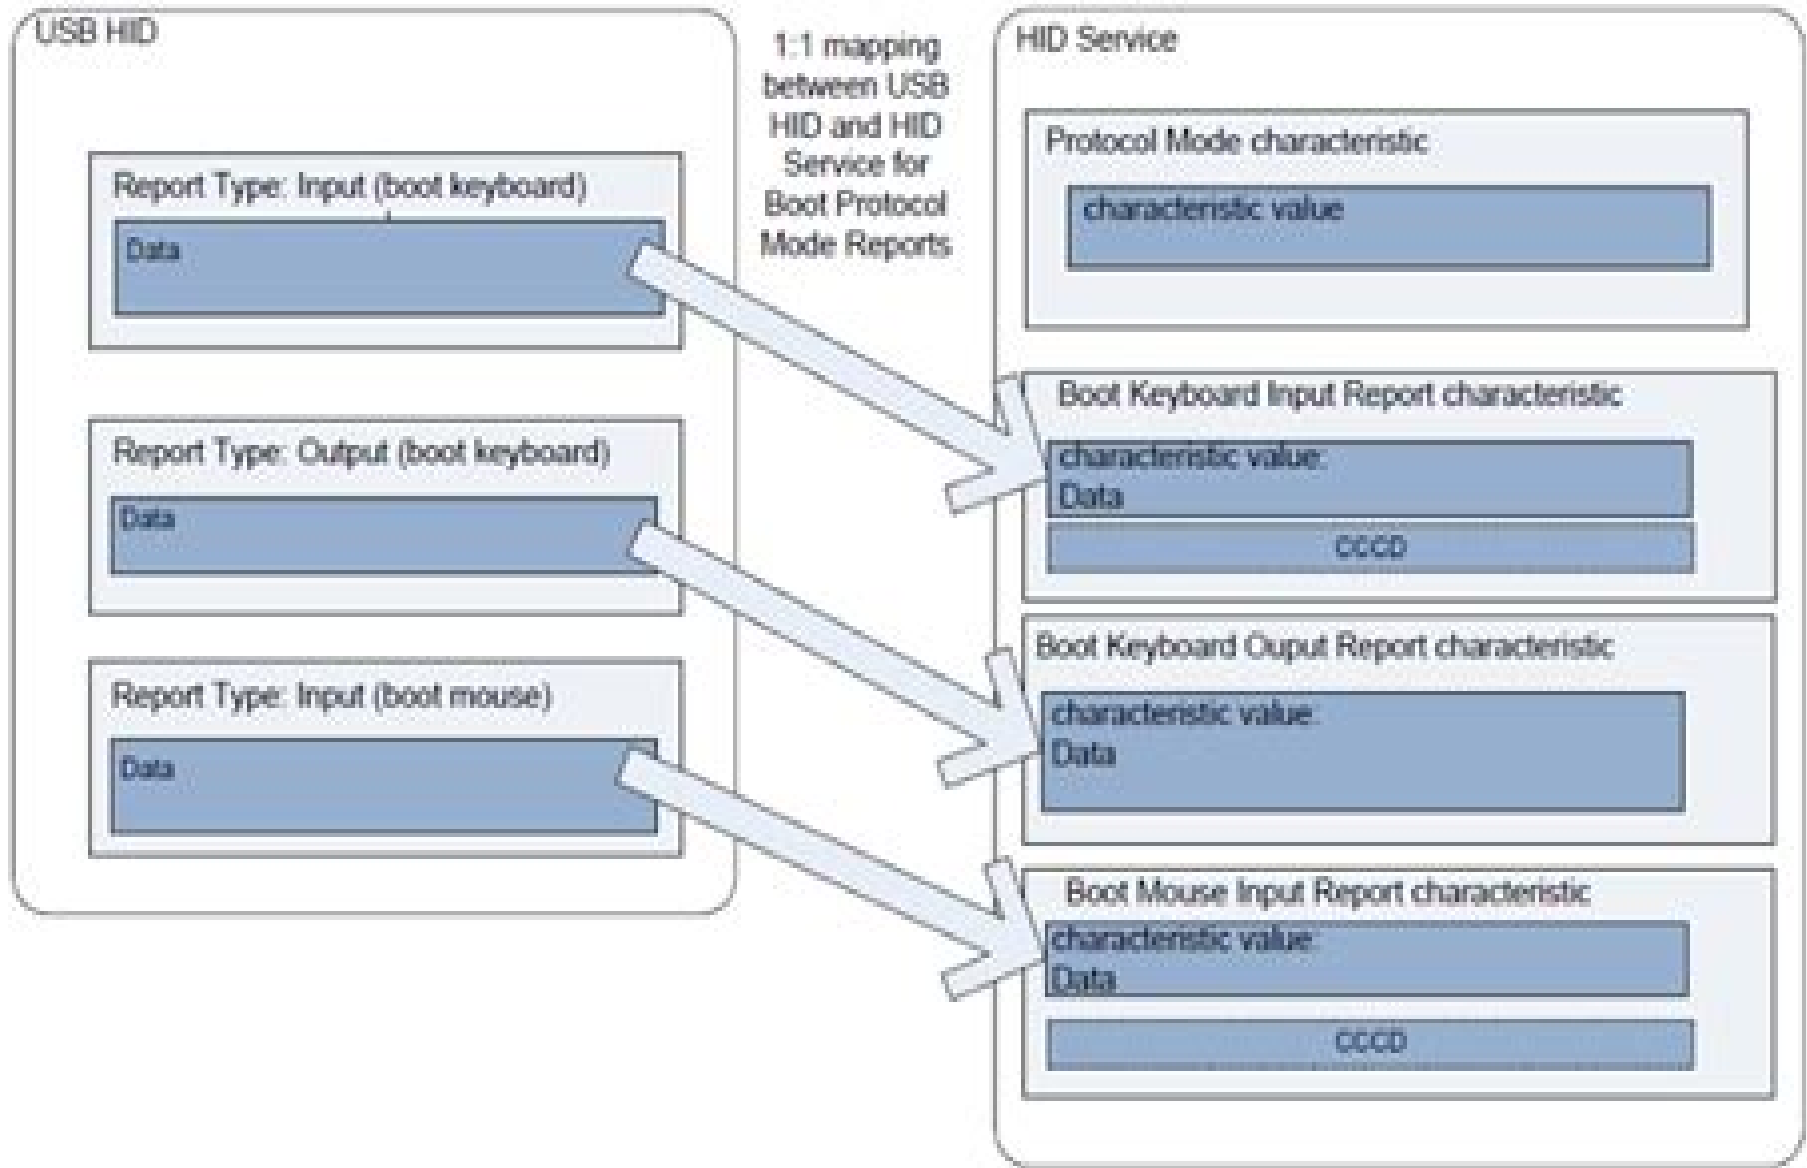 USB HID
Report Type: Input (boot keyboard)
Data
Report Type: Output (boot keyboard)
Data
Report Type: Input (boot mouse)
Data
1:1 mapping
between USB
HID and HID
Service for
Boot Protocol
Mode Reports
HID Service
Protocol Mode characteristic
characteristic value
Boot Keyboard Input Report characteristic
characteristic value:
Data
CCCD
Boot Keyboard Ouput Report characteristic
characteristic value:
Data
Boot Mouse Input Report characteristic
characteristic value:
Data
CCCD